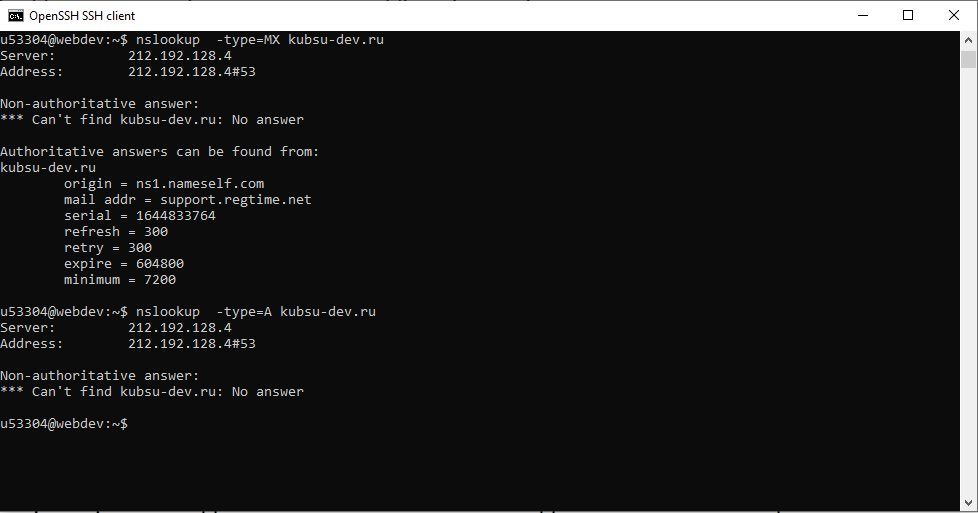 OpenSSH SSH client
u53304@webdev:~$ nslookup  -type=MX kubsu-dev.ru
Server:         212.192.128.4
Address:        212.192.128.4#53

Non-authoritative answer:
*** Can't find kubsu-dev.ru: No answer

Authoritative answers can be found from:
kubsu-dev.ru
        origin = ns1.nameself.com
        mail addr = support.regtime.net
        serial = 1644833764
        refresh = 300
        retry = 300
        expire = 604800
        minimum = 7200

u53304@webdev:~$ nslookup  -type=A kubsu-dev.ru
Server:         212.192.128.4
Address:        212.192.128.4#53

Non-authoritative answer:
*** Can't find kubsu-dev.ru: No answer

u53304@webdev:~$